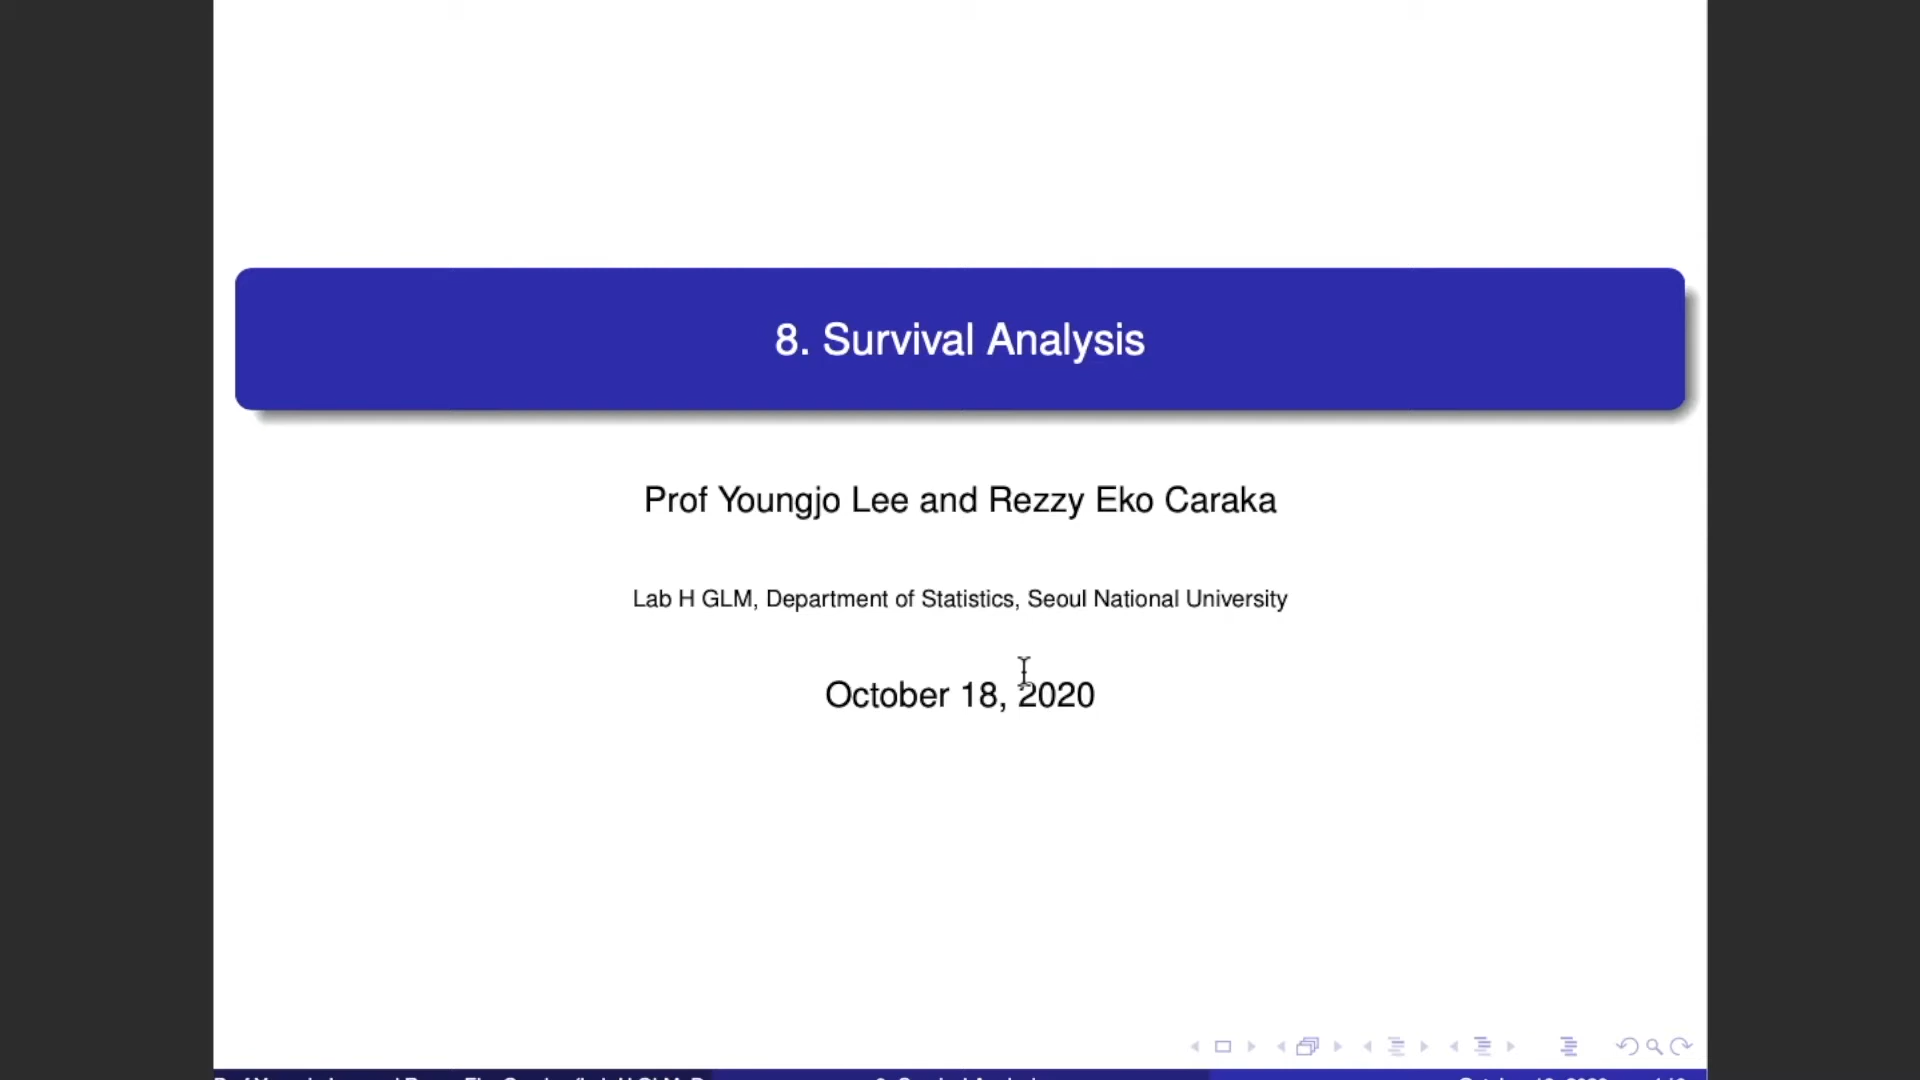 8. Survival Analysis
Prof Youngjo Lee and Rezzy Eko Caraka
Lab H GLM, Department of Statistics, Seoul National University
October 18, 2020